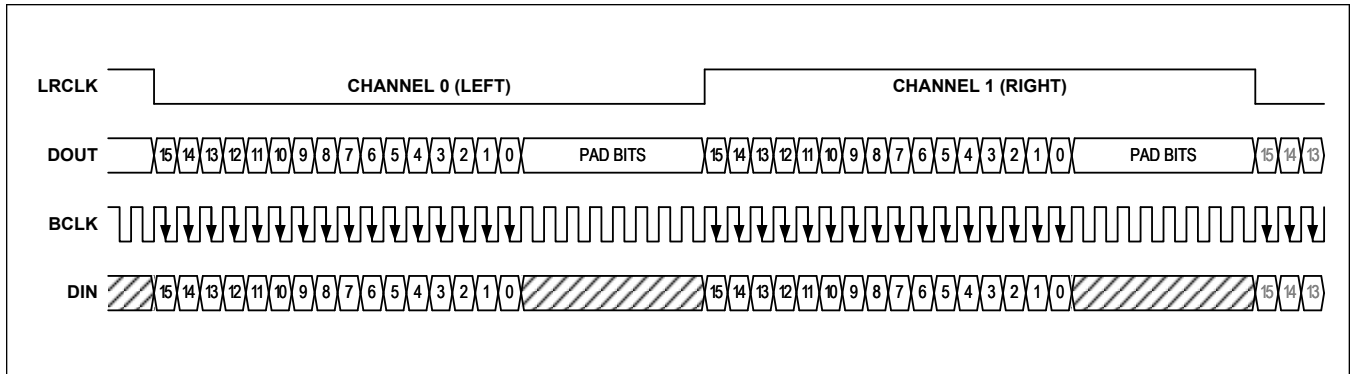 LRCLK CHANNEL 0 (LEFT) CHANNEL 1 (RIGHT)
DOUT 15 14 13 12 11 10 9 8 7 6 5 4 3 2 1 0 PAD BITS 15 14 13 12 11 10 9 8 7 6 5 4 3 2 1 0 PAD BITS 15 14 13
BCLK
DIN 15 14 13 12 11 10 9 8 7 6 5 4 3 2 1 0 15 14 13 12 11 10 9 8 7 6 5 4 3 2 1 0 15 14 13